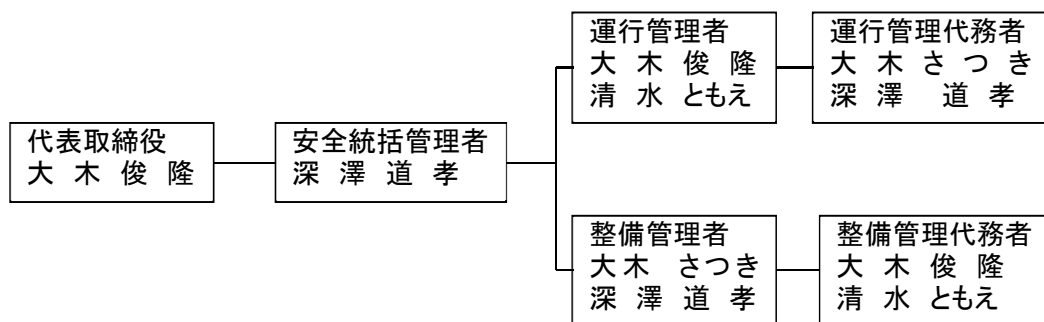 代表取締役
大木俊隆
安全統括管理者
深澤道孝
運行管理者
大木俊隆
清水ともえ
運行管理代務者
大木さつき
深澤 道孝
整備管理者
大木 さつき
深澤道孝
整備管理代務者
大木俊隆
清水ともえ